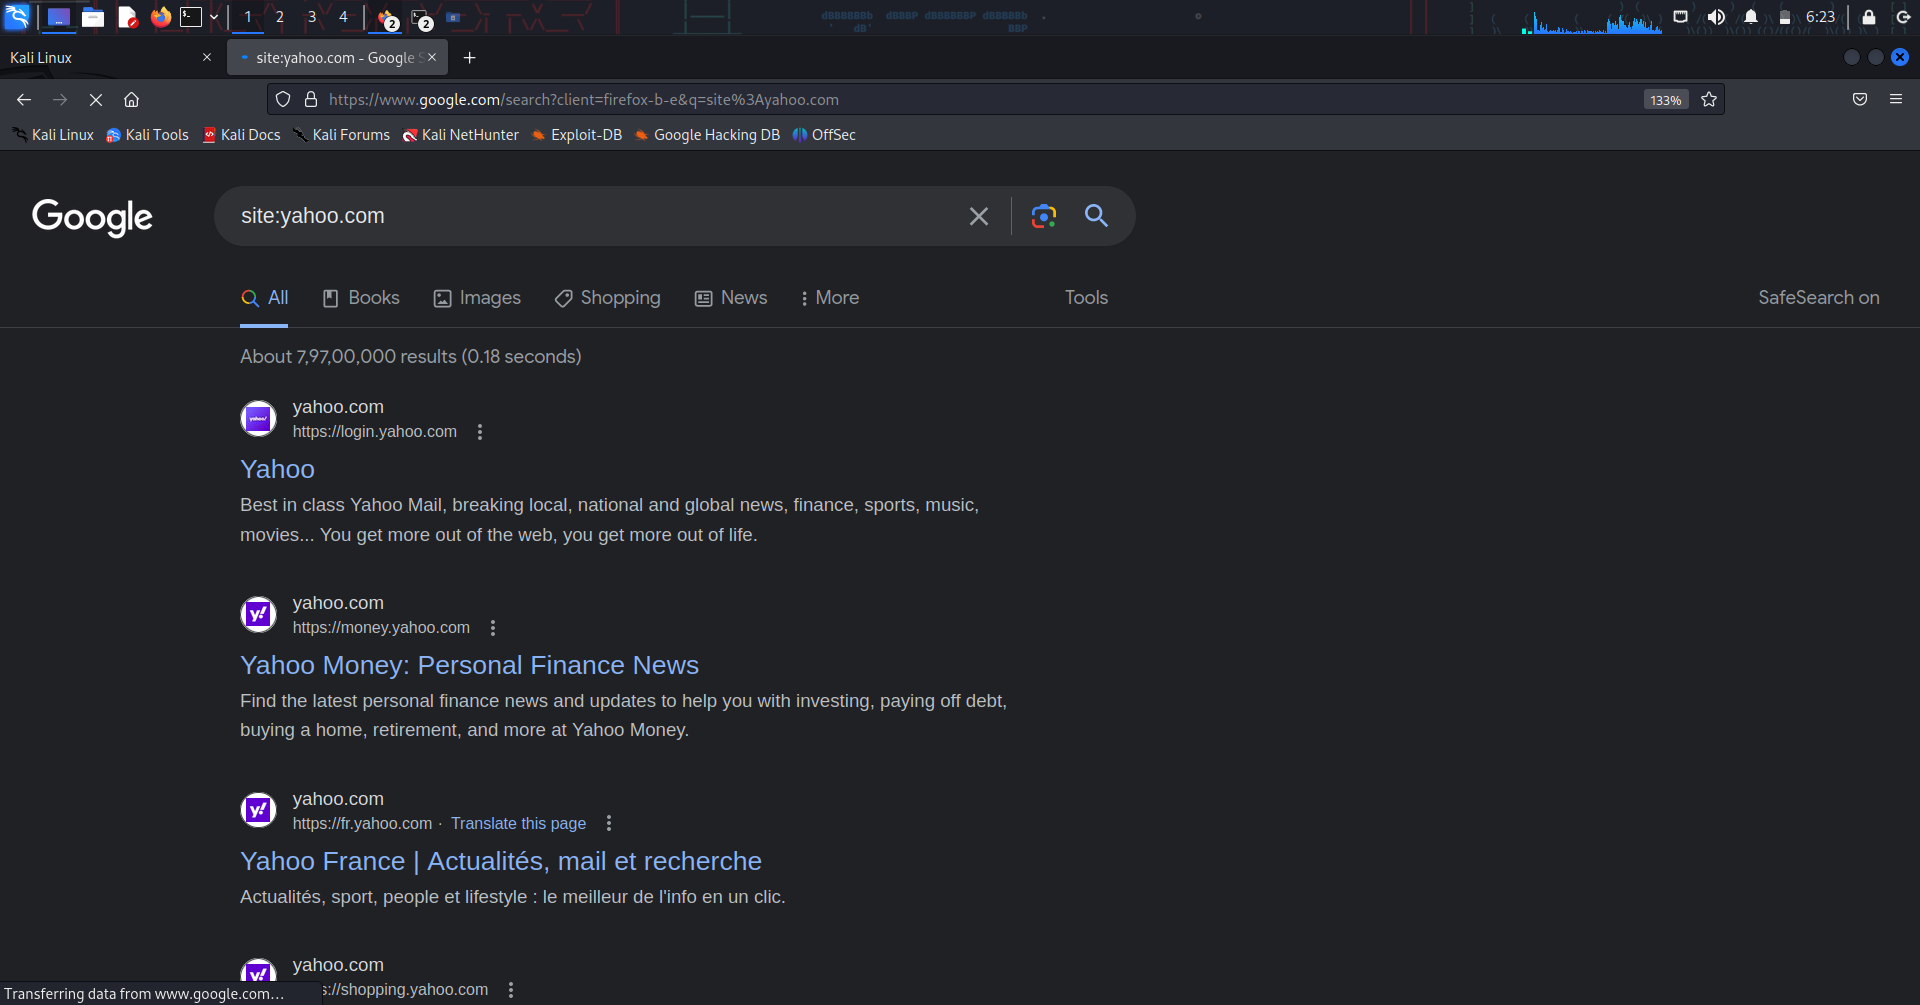 1 2 3 4 2 2 6:23
Kali Linux
site:yahoo.com - Google S
https://www.google.com/search?client=firefox-b-e&q=site%3Ayahoo.com 133%
Kali Linux Kali Tools Kali Docs Kali Forums Kali NetHunter Exploit-DB Google Hacking DB OffSec
Google site:yahoo.com
All Books Images Shopping News More Tools SafeSearch on
About 7,97,00,000 results (0.18 seconds)
yahoo.com
https://login.yahoo.com
Yahoo
Best in class Yahoo Mail, breaking local, national and global news, finance, sports, music,
movies... You get more out of the web, you get more out of life.
yahoo.com
https://money.yahoo.com
Yahoo Money: Personal Finance News
Find the latest personal finance news and updates to help you with investing, paying off debt,
buying a home, retirement, and more at Yahoo Money.
yahoo.com
https://fr.yahoo.com · Translate this page
Yahoo France | Actualités, mail et recherche
Actualités, sport, people et lifestyle : le meilleur de l'info en un clic.
yahoo.com
s://shopping.yahoo.com
Transferring data from www.google.com…